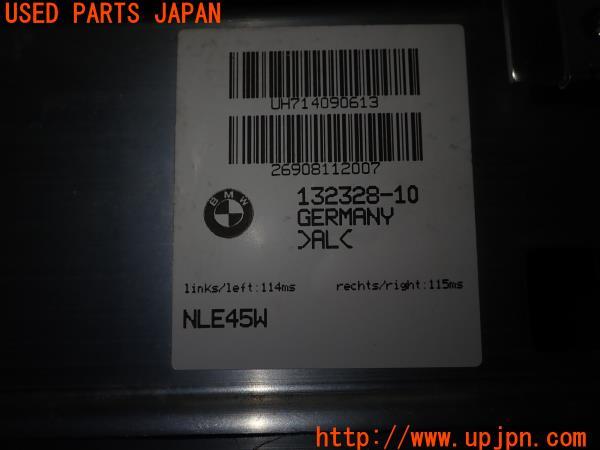 USED PARTS JAPAN
UH714090613
26908112007
BMW
132328-10
GERMANY
>AL<
links/left:114ms rechts/right:115ms
NLE45W
http://www.upjpn.com